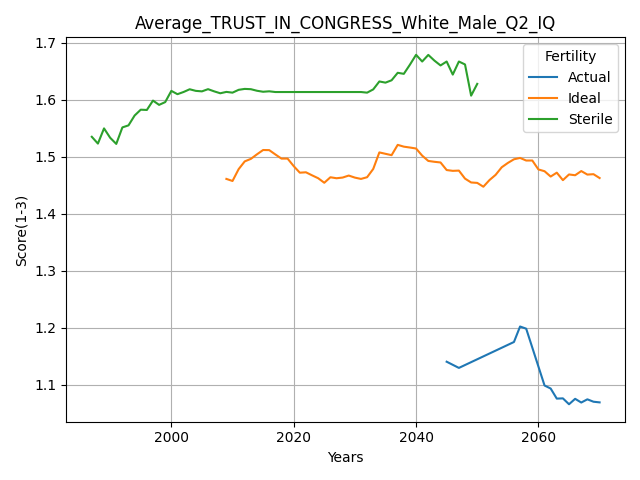 Average_TRUST_IN_CONGRESS_White_Male_Q2_IQ
1.7
1.6
1.5
1.4
1.3
1.2
1.1
Score(1-3)
Fertility
Actual
Ideal
Sterile
2000
2020
2040
2060
Years